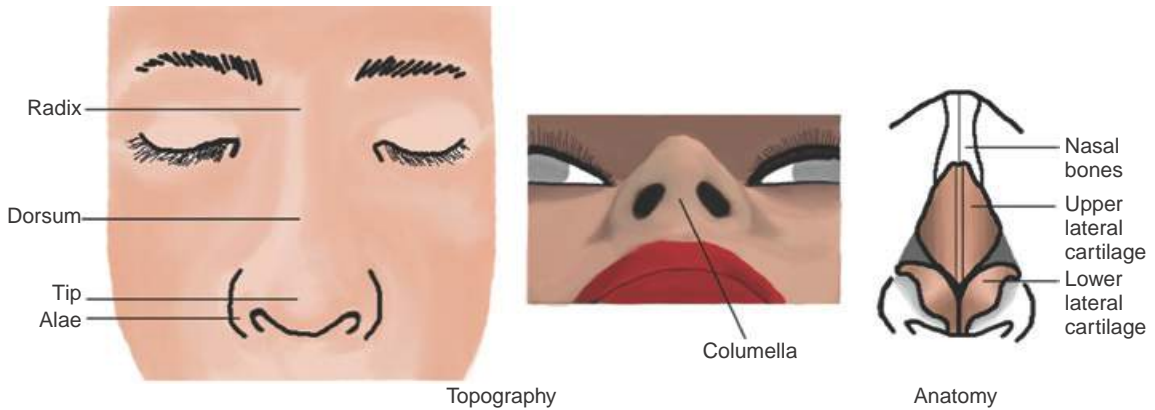 Radix
Dorsum
Tip
Alae
Columella
Nasal
bones
Upper
lateral
cartilage
Lower
lateral
cartilage
Topography
Anatomy